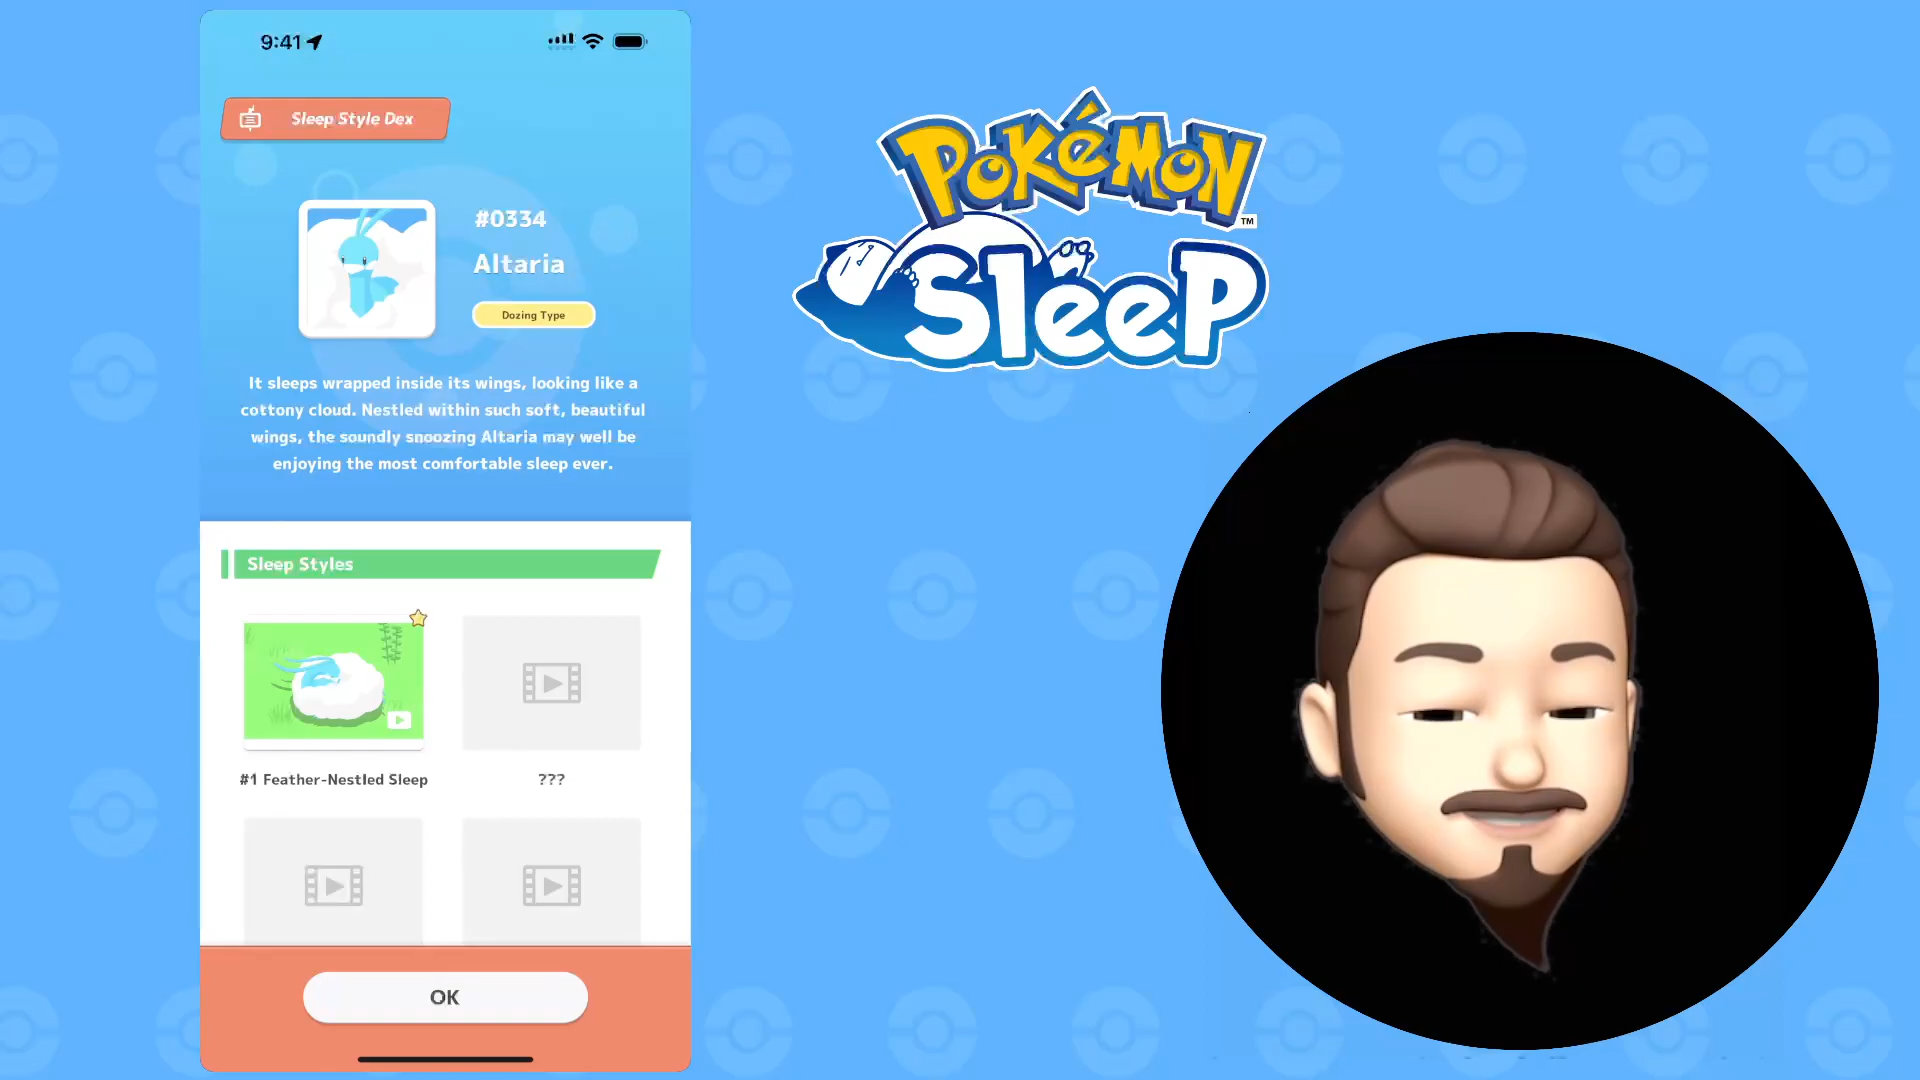 9:41
Sleep Style Dex
#0334
Altaria
Dozing Type
It sleeps wrapped inside its wings, looking like a
cottony cloud. Nestled within such soft, beautiful
wings, the soundly snoozing Altaria may well be
enjoying the most comfortable sleep ever.
Sleep Styles
#1 Feather-Nestled Sleep
???
OK
POKéMON
TM
Sleep